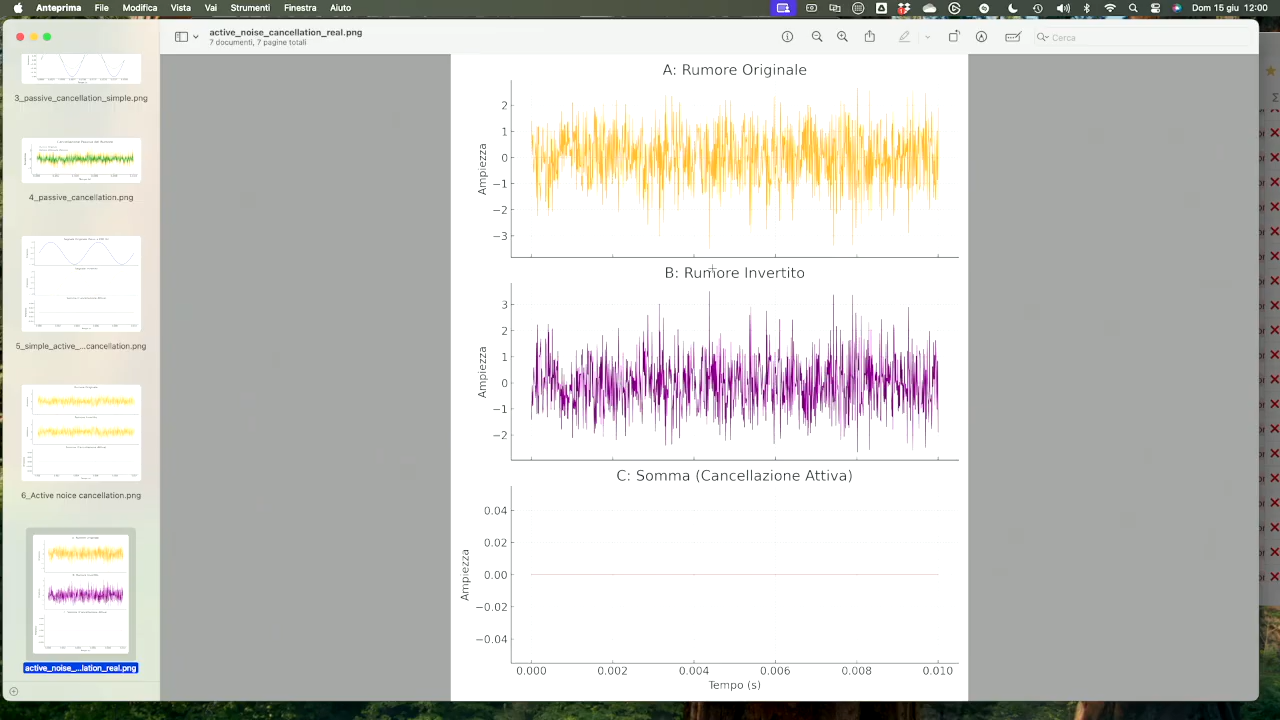 Anteprima File Modifica Vista Vai Strumenti Finestra Aiuto
Dom 15 giu 12:00
active_noise_cancellation_real.png
7 documenti, 7 pagine totali
Cerca
3_passive_cancellation_simple.png
4_passive_cancellation.png
5_simple_active_...cancellation.png
6_Active noice cancellation.png
active_noise_...lation_real.png
A: Rumore Originale
Ampiezza
2
1
1
−2
−3
B: Rumore Invertito
Ampiezza
3
2
1
C: Somma (Cancellazione Attiva)
Ampiezza
0.04
0.02
0.00
−0.02
−0.04
0.000 0.002 0.004 0.006 0.008 0.010
Tempo (s)